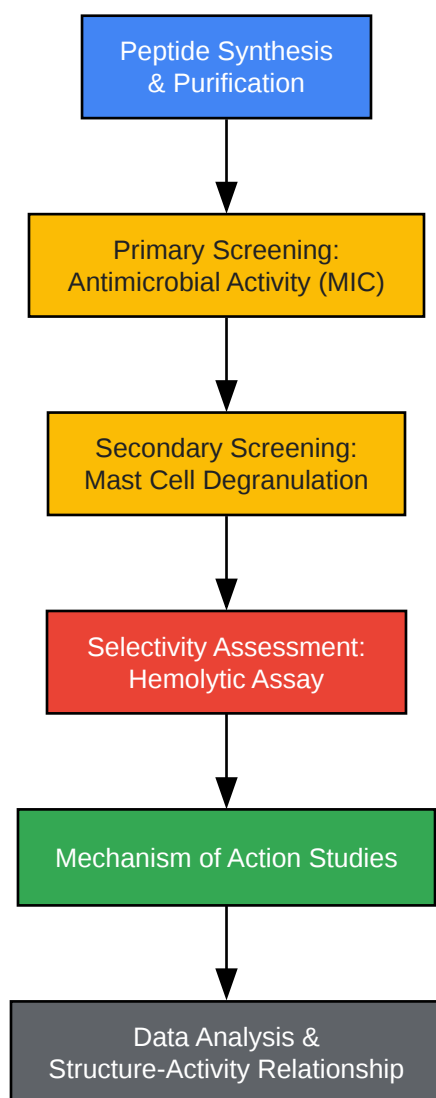 Peptide Synthesis
& Purification
Primary Screening:
Antimicrobial Activity (MIC)
Secondary Screening:
Mast Cell Degranulation
Selectivity Assessment:
Hemolytic Assay
Mechanism of Action Studies
Data Analysis &
Structure-Activity Relationship